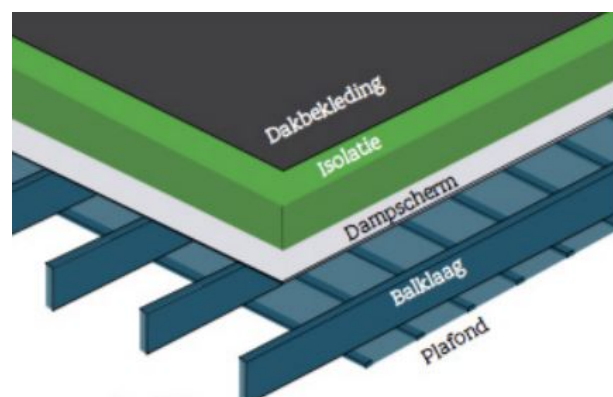 Dakbekleding
Isolatie
Dampscherm
Balklaag
Plafond